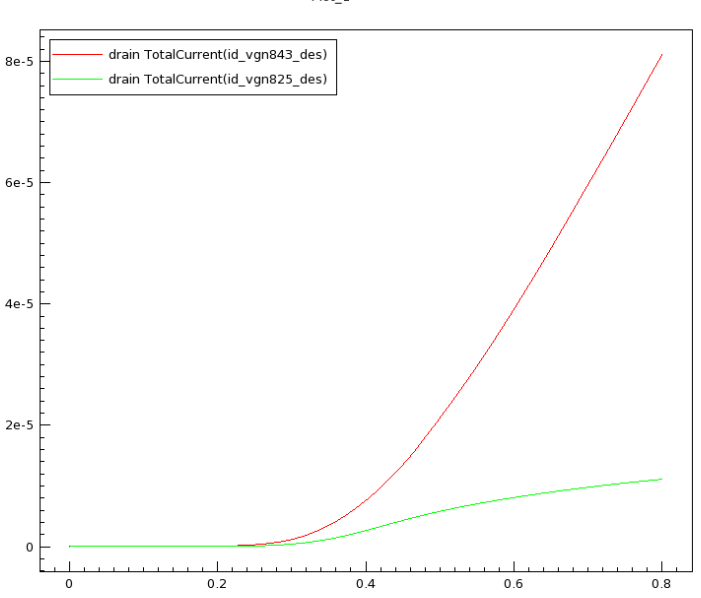 drain TotalCurrent(id_vgn843_des)
drain TotalCurrent(id_vgn825_des)
8e-5
6e-5
4e-5
2e-5
0
0 0.2 0.4 0.6 0.8